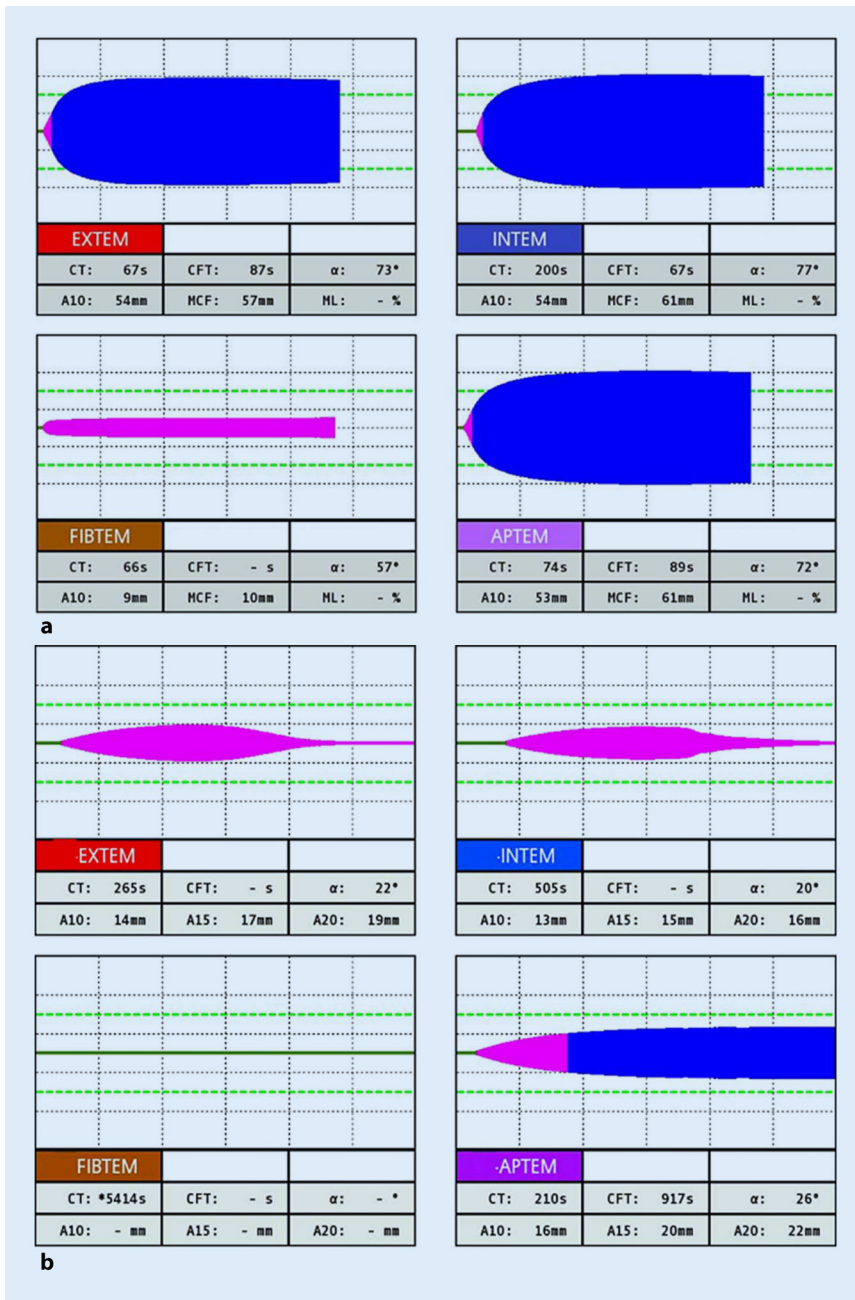 EXTEM
CT: 67s CFT: 87s α: 73°
A10: 54mm MCF: 57mm ML: - %
INTEM
CT: 200s CFT: 67s α: 77°
A10: 54mm MCF: 61mm ML: - %
FIBTEM
CT: 66s CFT: - s α: 57°
A10: 9mm MCF: 10mm ML: - %
APTEM
CT: 74s CFT: 89s α: 72°
A10: 53mm MCF: 61mm ML: - %
a
·EXTEM
CT: 265s CFT: - s α: 22°
A10: 14mm A15: 17mm A20: 19mm
·INTEM
CT: 505s CFT: - s α: 20°
A10: 13mm A15: 15mm A20: 16mm
FIBTEM
CT: *5414s CFT: - s α: - °
A10: - mm A15: - mm A20: - mm
·APTEM
CT: 210s CFT: 917s α: 26°
A10: 16mm A15: 20mm A20: 22mm
b